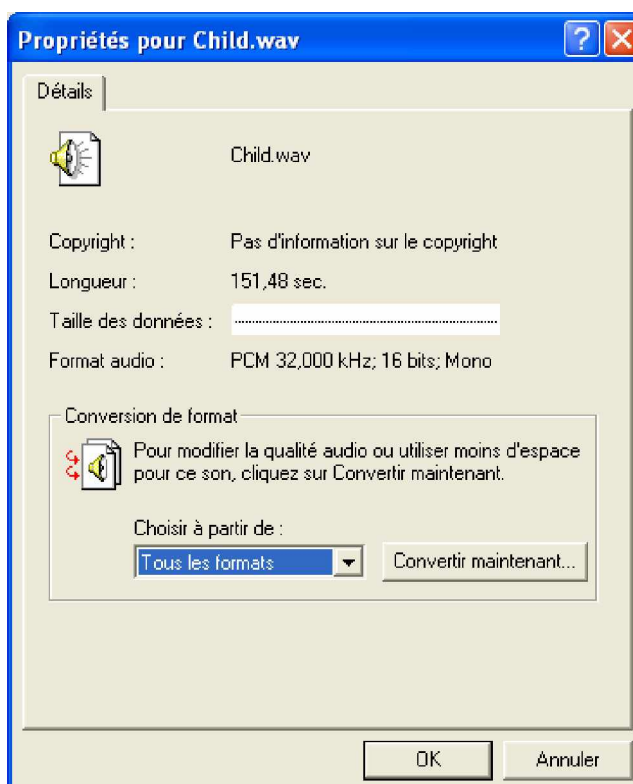 Propriétés pour Child.wav
Détails
Child.wav
Copyright : Pas d'information sur le copyright
Longueur : 151,48 sec.
Taille des données : ........................................................................
Format audio : PCM 32,000 kHz; 16 bits; Mono
Conversion de format
Pour modifier la qualité audio ou utiliser moins d'espace
pour ce son, cliquez sur Convertir maintenant.
Choisir à partir de :
Tous les formats
Convertir maintenant...
OK
Annuler